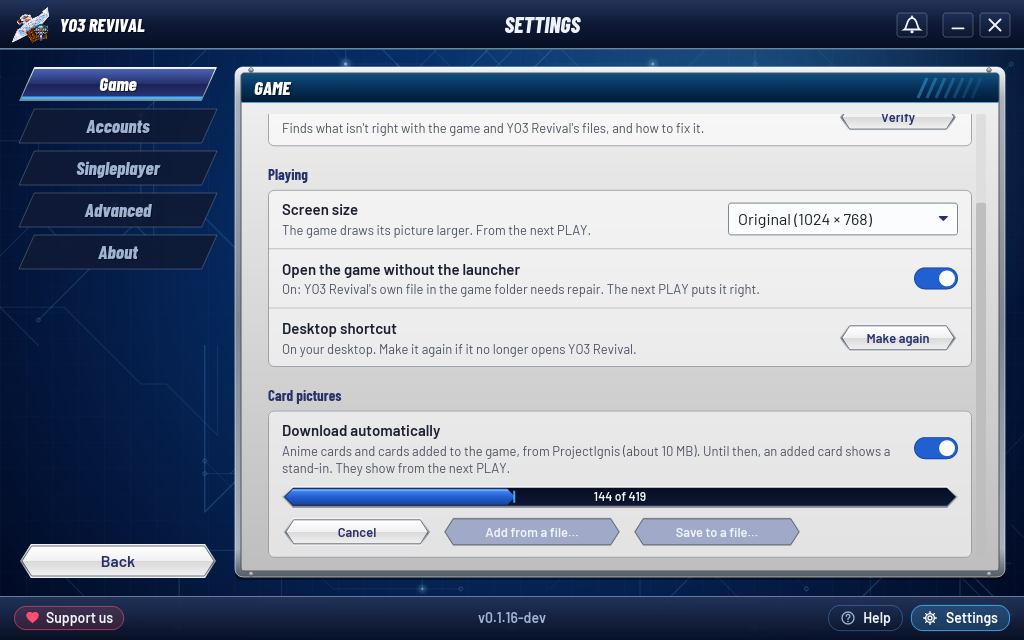 YO3 REVIVAL
SETTINGS
Game
Accounts
Singleplayer
Advanced
About
Back
GAME
Finds what isn't right with the game and YO3 Revival's files, and how to fix it.
Verify
Playing
Screen size
The game draws its picture larger. From the next PLAY.
Original (1024 × 768)
Open the game without the launcher
On: YO3 Revival's own file in the game folder needs repair. The next PLAY puts it right.
Desktop shortcut
On your desktop. Make it again if it no longer opens YO3 Revival.
Make again
Card pictures
Download automatically
Anime cards and cards added to the game, from ProjectIgnis (about 10 MB). Until then, an added card shows a
stand-in. They show from the next PLAY.
144 of 419
Cancel
Add from a file...
Save to a file...
Support us
v0.1.16-dev
Help
Settings